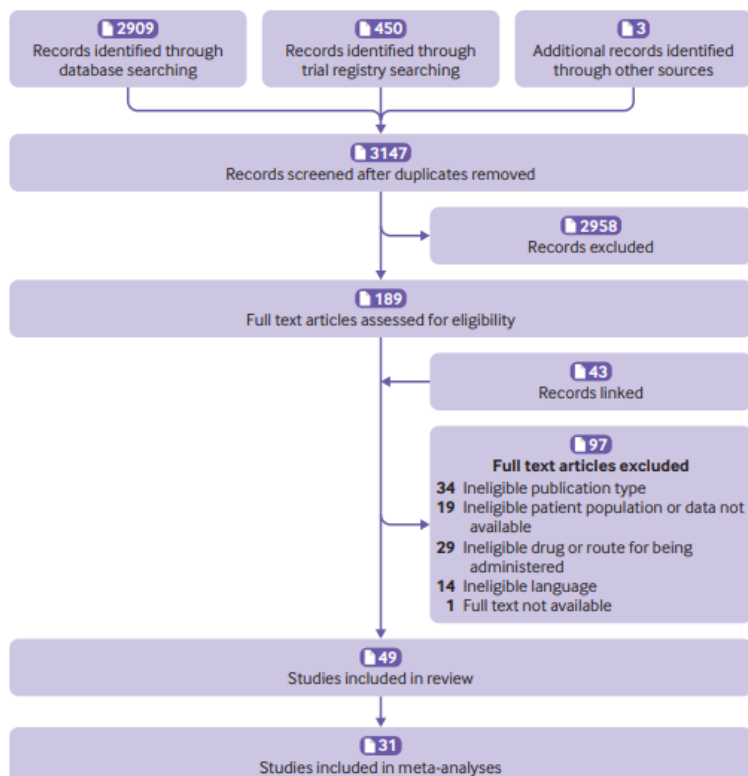 2909
Records identified through
database searching
450
Records identified through
trial registry searching
3
Additional records identified
through other sources
3147
Records screened after duplicates removed
2958
Records excluded
189
Full text articles assessed for eligibility
43
Records linked
97
Full text articles excluded
34 Ineligible publication type
19 Ineligible patient population or data not
available
29 Ineligible drug or route for being
administered
14 Ineligible language
1 Full text not available
49
Studies included in review
31
Studies included in meta-analyses